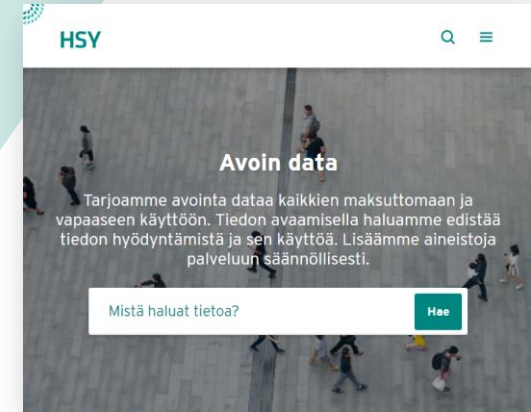 HSY
Avoin data
Tarjoamme avointa dataa kaikkien maksuttomaan ja
vapaaseen käyttöön. Tiedon avaamisella haluamme edistää
tiedon hyödyntämistä ja sen käyttöä. Lisäämme aineistoja
palveluun säännöllisesti.
Mistä haluat tietoa?
Hae